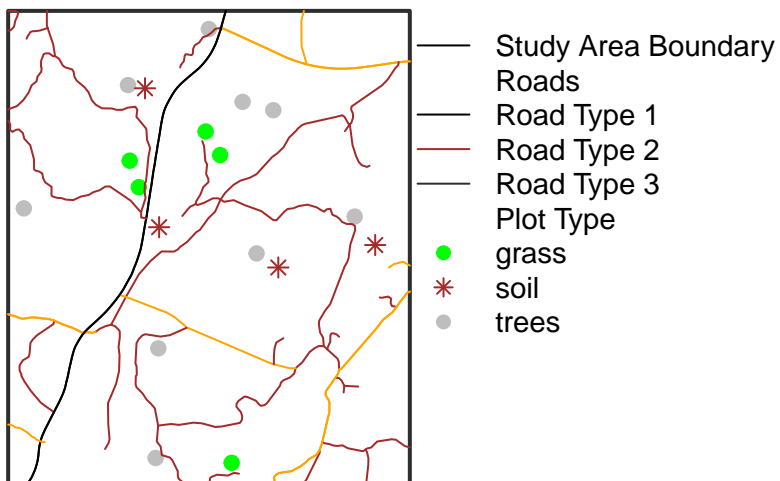 Study Area Boundary
Roads
Road Type 1
Road Type 2
Road Type 3
Plot Type
grass
soil
trees